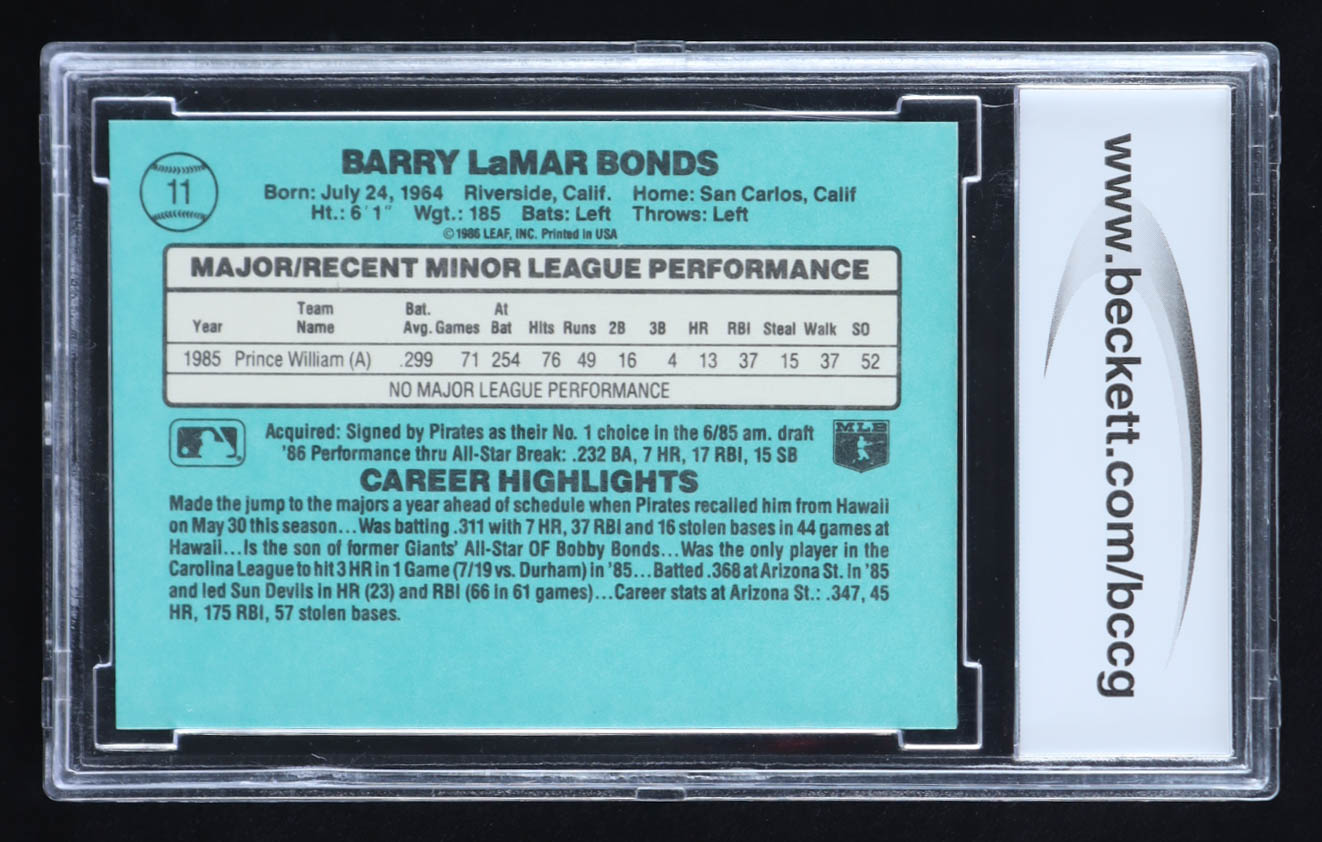 11
BARRY LaMAR BONDS
Born: July 24, 1964 Riverside, Calif. Home: San Carlos, Calif
Ht.: 6' 1" Wgt.: 185 Bats: Left Throws: Left
© 1986 LEAF, INC. Printed in USA
MAJOR/RECENT MINOR LEAGUE PERFORMANCE
Team Bat. At
Year Name Avg. Games Bat Hits Runs 2B 3B HR RBI Steal Walk SO
1985 Prince William (A) .299 71 254 76 49 16 4 13 37 15 37 52
NO MAJOR LEAGUE PERFORMANCE
Acquired: Signed by Pirates as their No. 1 choice in the 6/85 am. draft
'86 Performance thru All-Star Break: .232 BA, 7 HR, 17 RBI, 15 SB
MLB
CAREER HIGHLIGHTS
Made the jump to the majors a year ahead of schedule when Pirates recalled him from Hawaii
on May 30 this season...Was batting .311 with 7 HR, 37 RBI and 16 stolen bases in 44 games at
Hawaii...Is the son of former Giants' All-Star OF Bobby Bonds...Was the only player in the
Carolina League to hit 3 HR in 1 Game (7/19 vs. Durham) in '85...Batted .368 at Arizona St. in '85
and led Sun Devils in HR (23) and RBI (66 in 61 games)...Career stats at Arizona St.: .347, 45
HR, 175 RBI, 57 stolen bases.
www.beckett.com/bccg